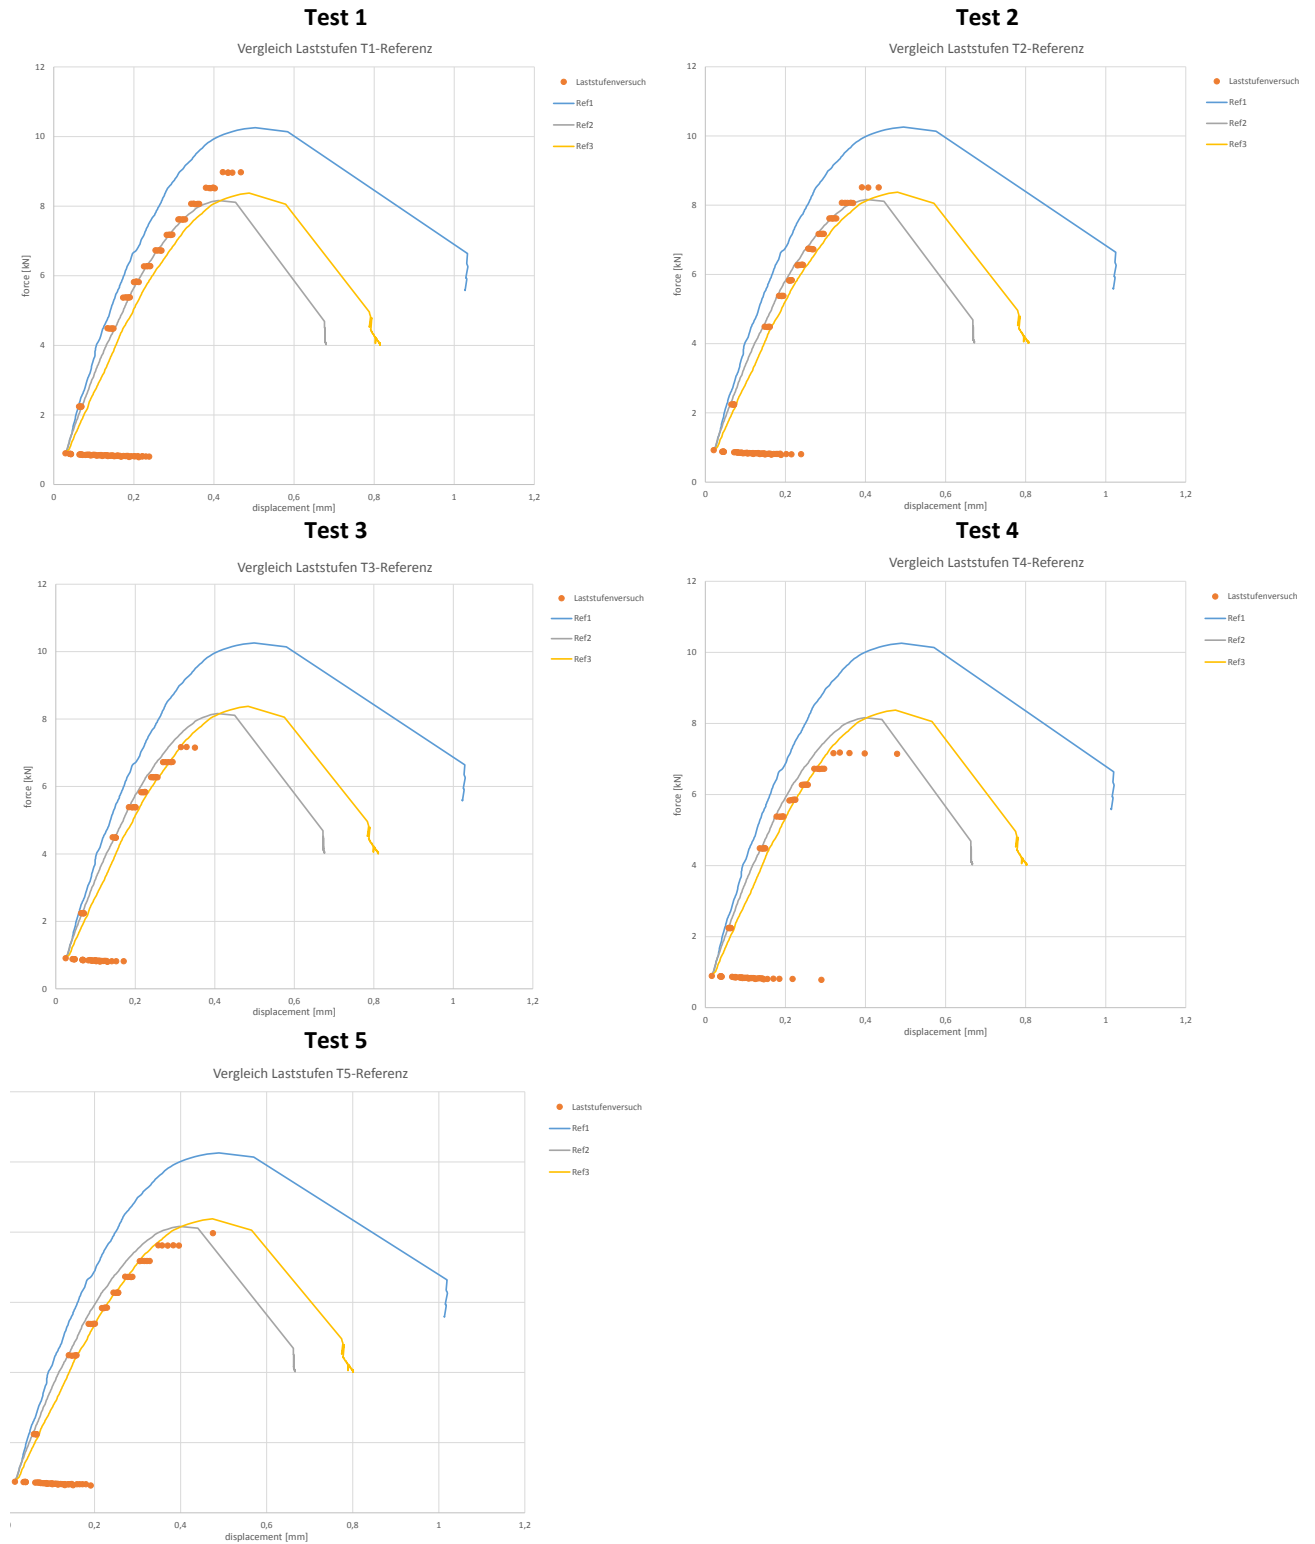 Test 1
Vergleich Laststufen T1-Referenz
12
10
8
6
4
2
0
force [kN]
0
0,2
0,4
0,6
0,8
1
1,2
displacement [mm]
Laststufenversuch
Ref1
Ref2
Ref3
Test 2
Vergleich Laststufen T2-Referenz
12
10
8
6
4
2
0
force [kN]
0
0,2
0,4
0,6
0,8
1
1,2
displacement [mm]
Laststufenversuch
Ref1
Ref2
Ref3
Test 3
Vergleich Laststufen T3-Referenz
12
10
8
6
4
2
0
force [kN]
0
0,2
0,4
0,6
0,8
1
1,2
displacement [mm]
Laststufenversuch
Ref1
Ref2
Ref3
Test 4
Vergleich Laststufen T4-Referenz
12
10
8
6
4
2
0
force [kN]
0
0,2
0,4
0,6
0,8
1
1,2
displacement [mm]
Laststufenversuch
Ref1
Ref2
Ref3
Test 5
Vergleich Laststufen T5-Referenz
0,2
0,4
0,6
0,8
1
1,2
displacement [mm]
Laststufenversuch
Ref1
Ref2
Ref3